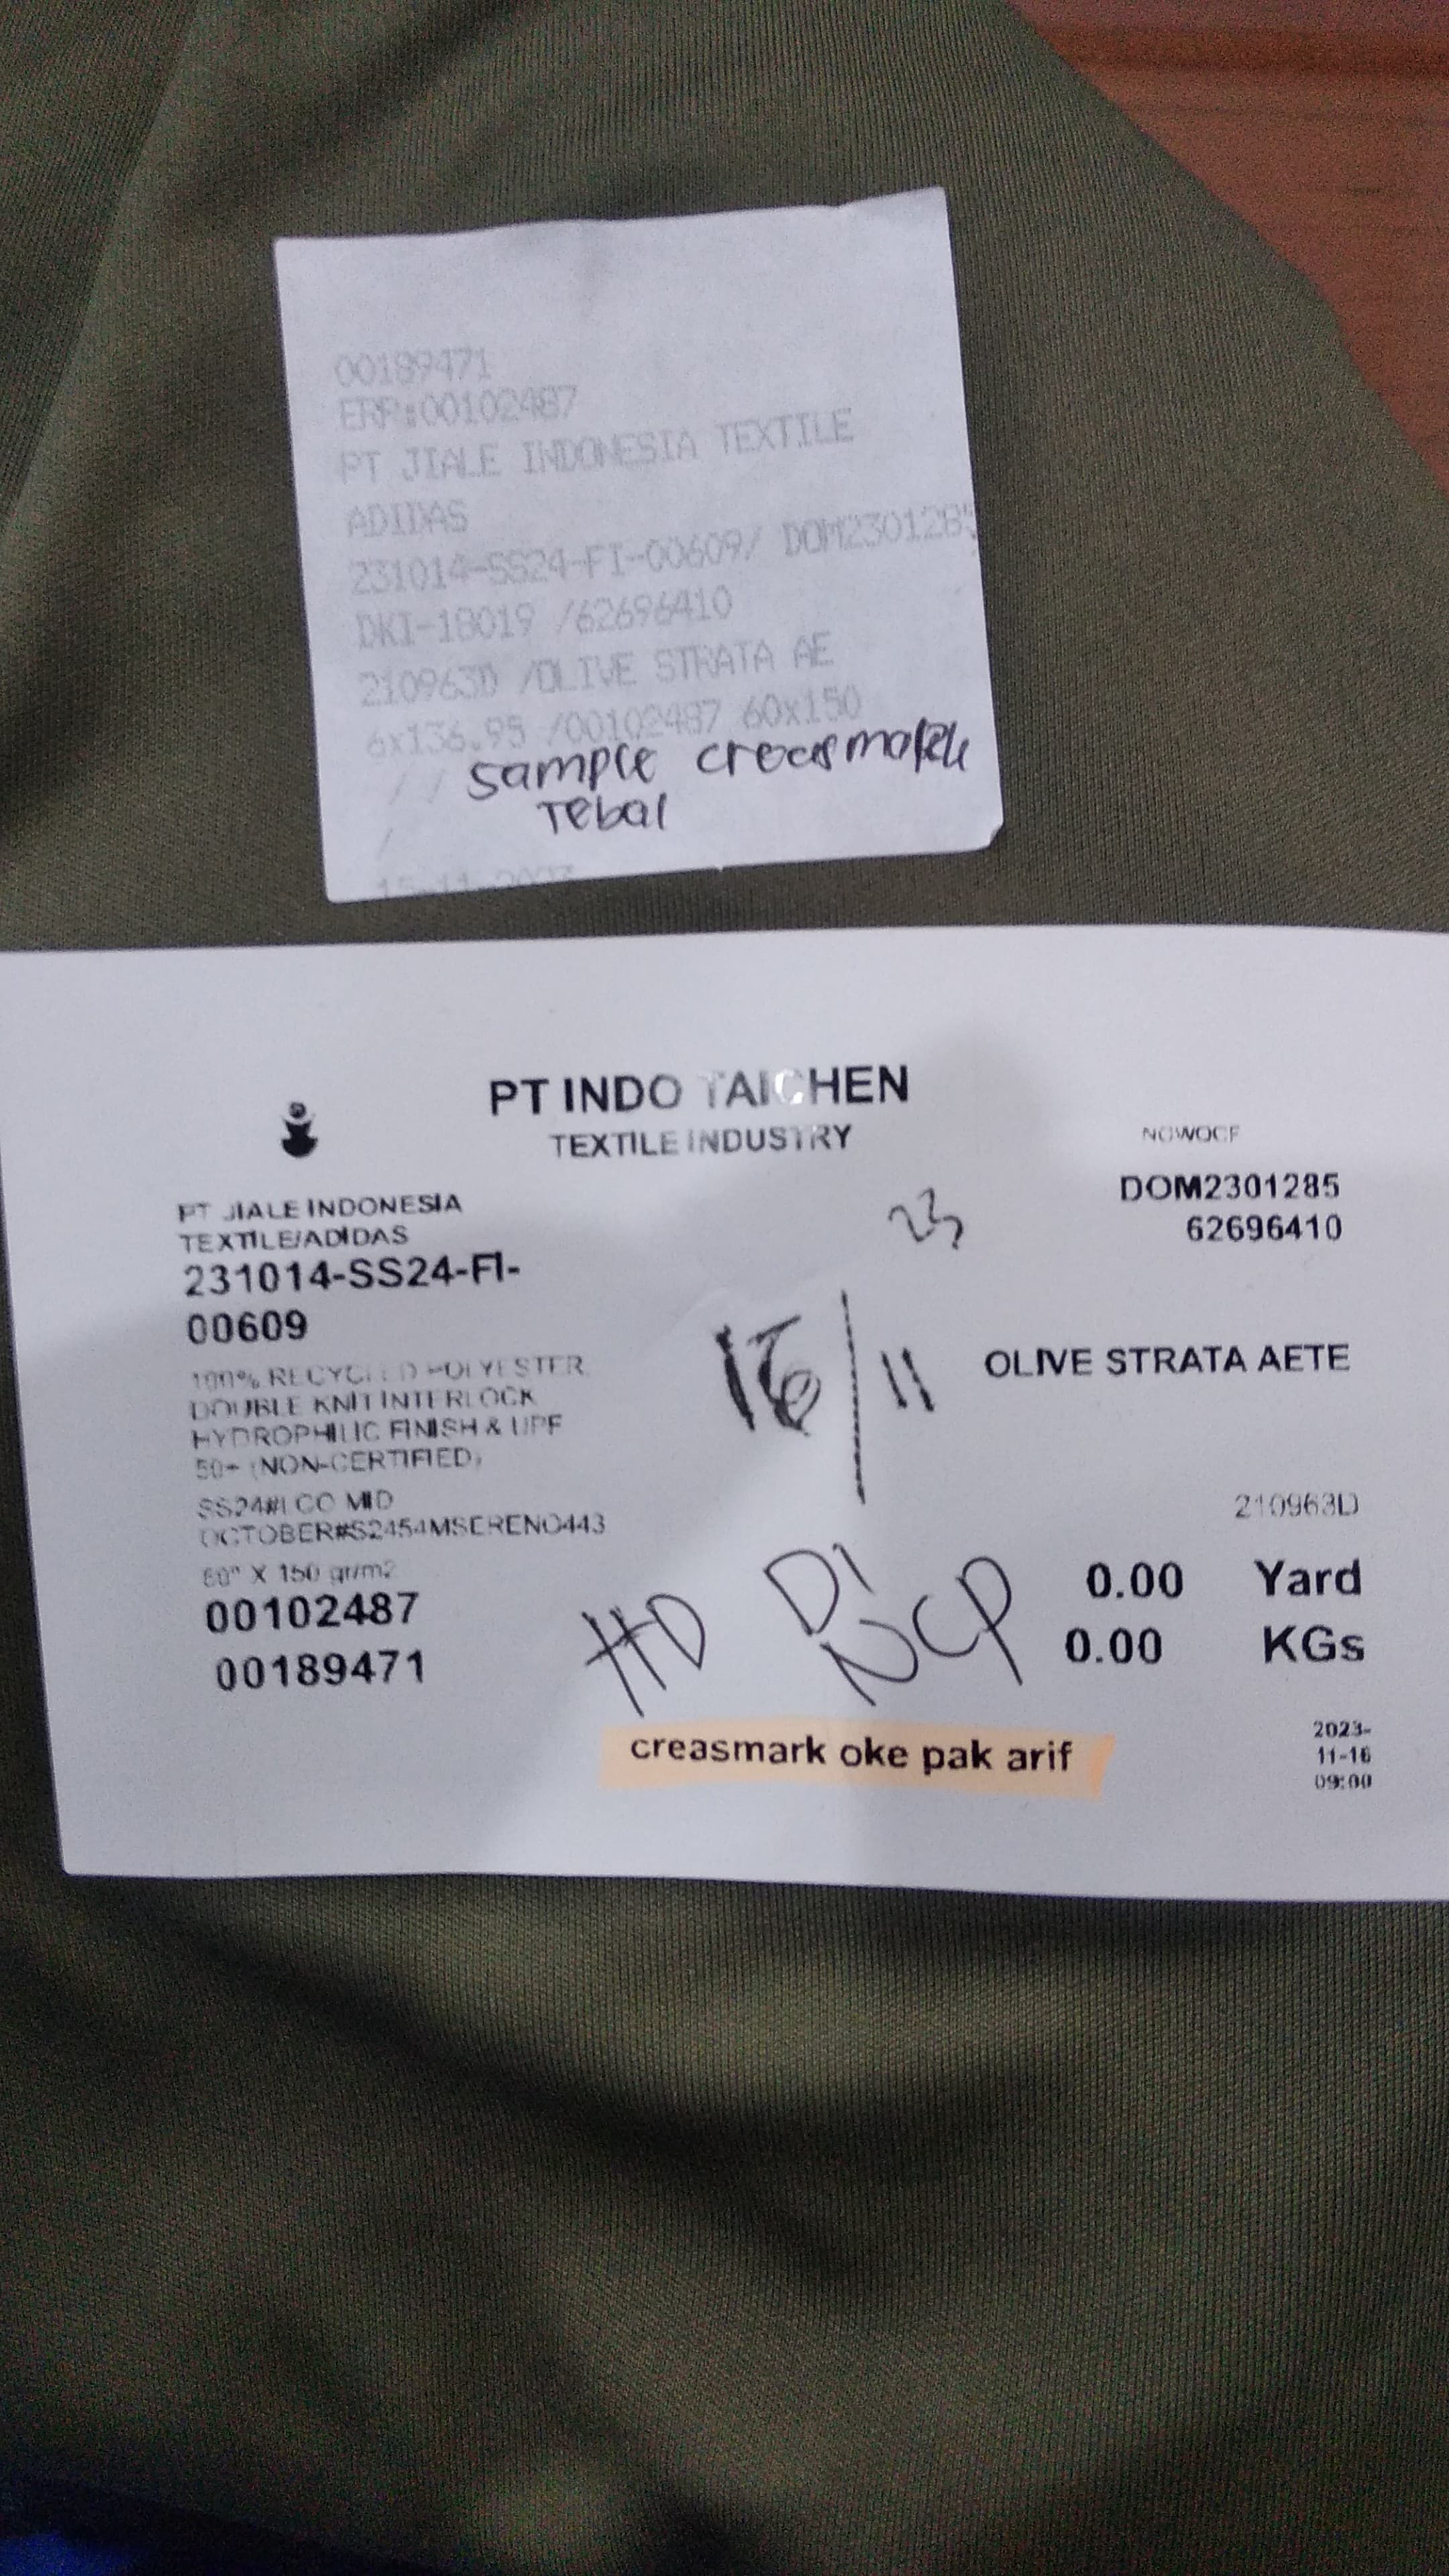 00189471
ERP:00102487
PT JIALE INDONESIA TEXTILE
ADIDAS
231014-SS24-FI-00609/ DOM2301285
DKI-18019 /62696410
210963D /OLIVE STRATA AE
6x136.95 /00102487 60x150
/ /
sample creasmark
Tebal
/
15-11-2023
PT INDO TAICHEN
TEXTILE INDUSTRY
NOWOCF
PT JIALE INDONESIA
TEXTILE/ADIDAS
231014-SS24-FI-
00609
DOM2301285
62696410
23
16/11
OLIVE STRATA AETE
100% RECYCLED POLYESTER
DOUBLE KNIT INTERLOCK
HYDROPHILIC FINISH & UPF
50+ (NON-CERTIFIED)
SS24#LCO MID
OCTOBER#S2454MSERENO443
210963D
60" X 150 gr/m2
00102487
00189471
HD DI
NCP
0.00 Yard
0.00 KGs
creasmark oke pak arif
2023-
11-16
09:00